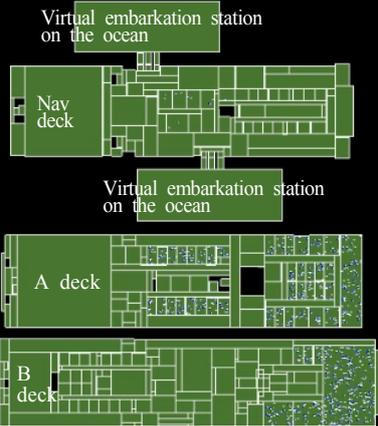 Virtual embarkation station
on the ocean
Nav
deck
Virtual embarkation station
on the ocean
A deck
B
deck